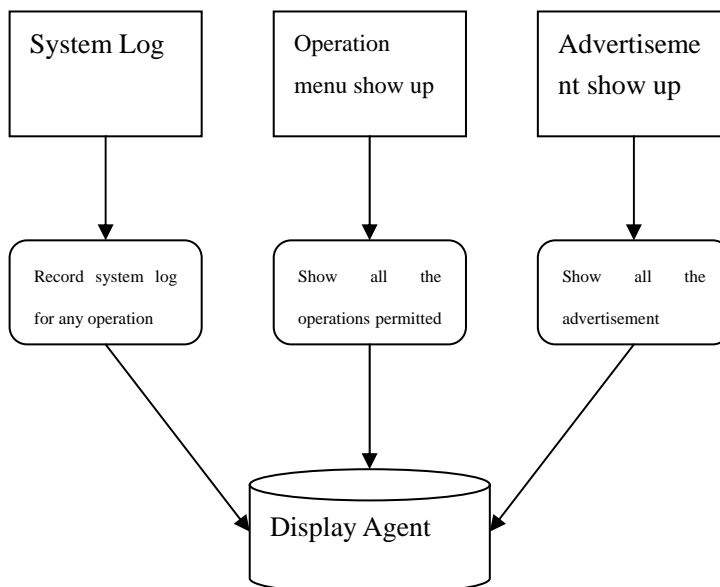 System Log
Operation
menu show up
Advertiseme
nt show up
Record system log
for any operation
Show all the
operations permitted
Show all the
advertisement
Display Agent